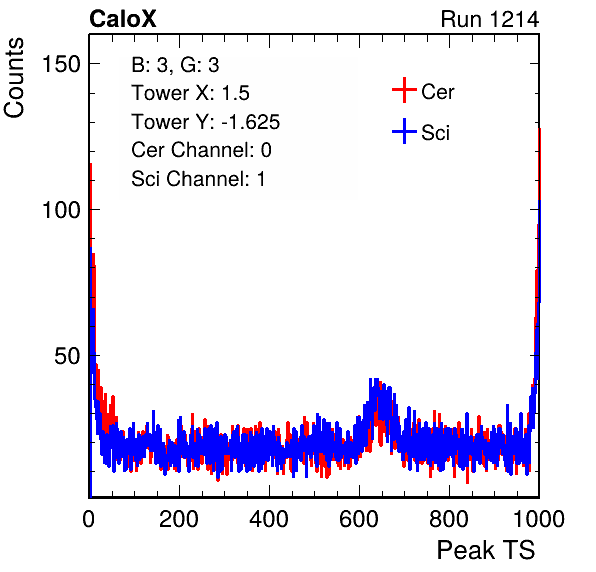 CaloX
Run 1214
Counts
150
100
50
B: 3, G: 3
Tower X: 1.5
Tower Y: -1.625
Cer Channel: 0
Sci Channel: 1
Cer
Sci
0 200 400 600 800 1000
Peak TS